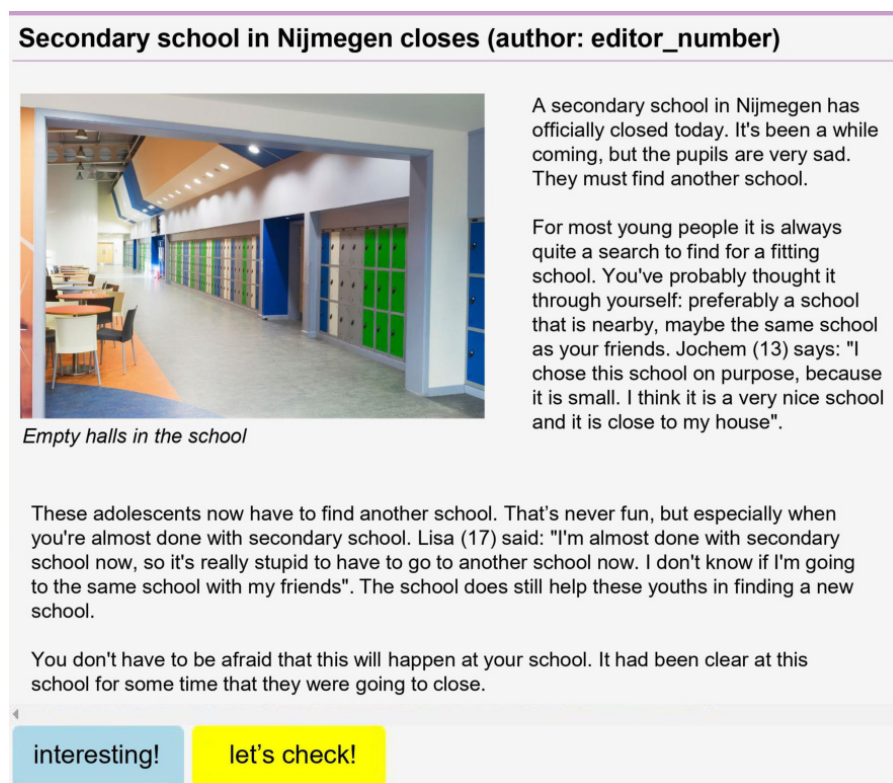 Secondary school in Nijmegen closes (author: editor_number)
A secondary school in Nijmegen has
officially closed today. It's been a while
coming, but the pupils are very sad.
They must find another school.
For most young people it is always
quite a search to find for a fitting
school. You've probably thought it
through yourself: preferably a school
that is nearby, maybe the same school
as your friends. Jochem (13) says: "I
chose this school on purpose, because
it is small. I think it is a very nice school
and it is close to my house".
Empty halls in the school
These adolescents now have to find another school. That’s never fun, but especially when
you're almost done with secondary school. Lisa (17) said: "I'm almost done with secondary
school now, so it's really stupid to have to go to another school now. I don't know if I'm going
to the same school with my friends". The school does still help these youths in finding a new
school.
You don't have to be afraid that this will happen at your school. It had been clear at this
school for some time that they were going to close.
interesting!
let’s check!